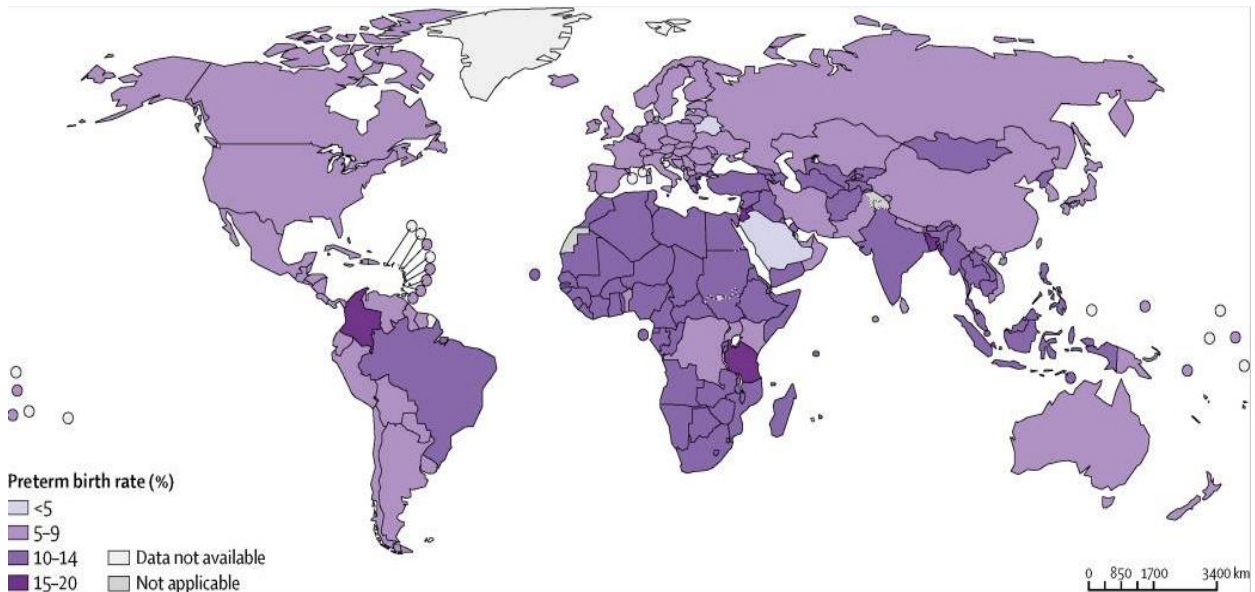 Preterm birth rate (%)
<5
5–9
10–14
15–20
Data not available
Not applicable
0 850 1700 3400 km